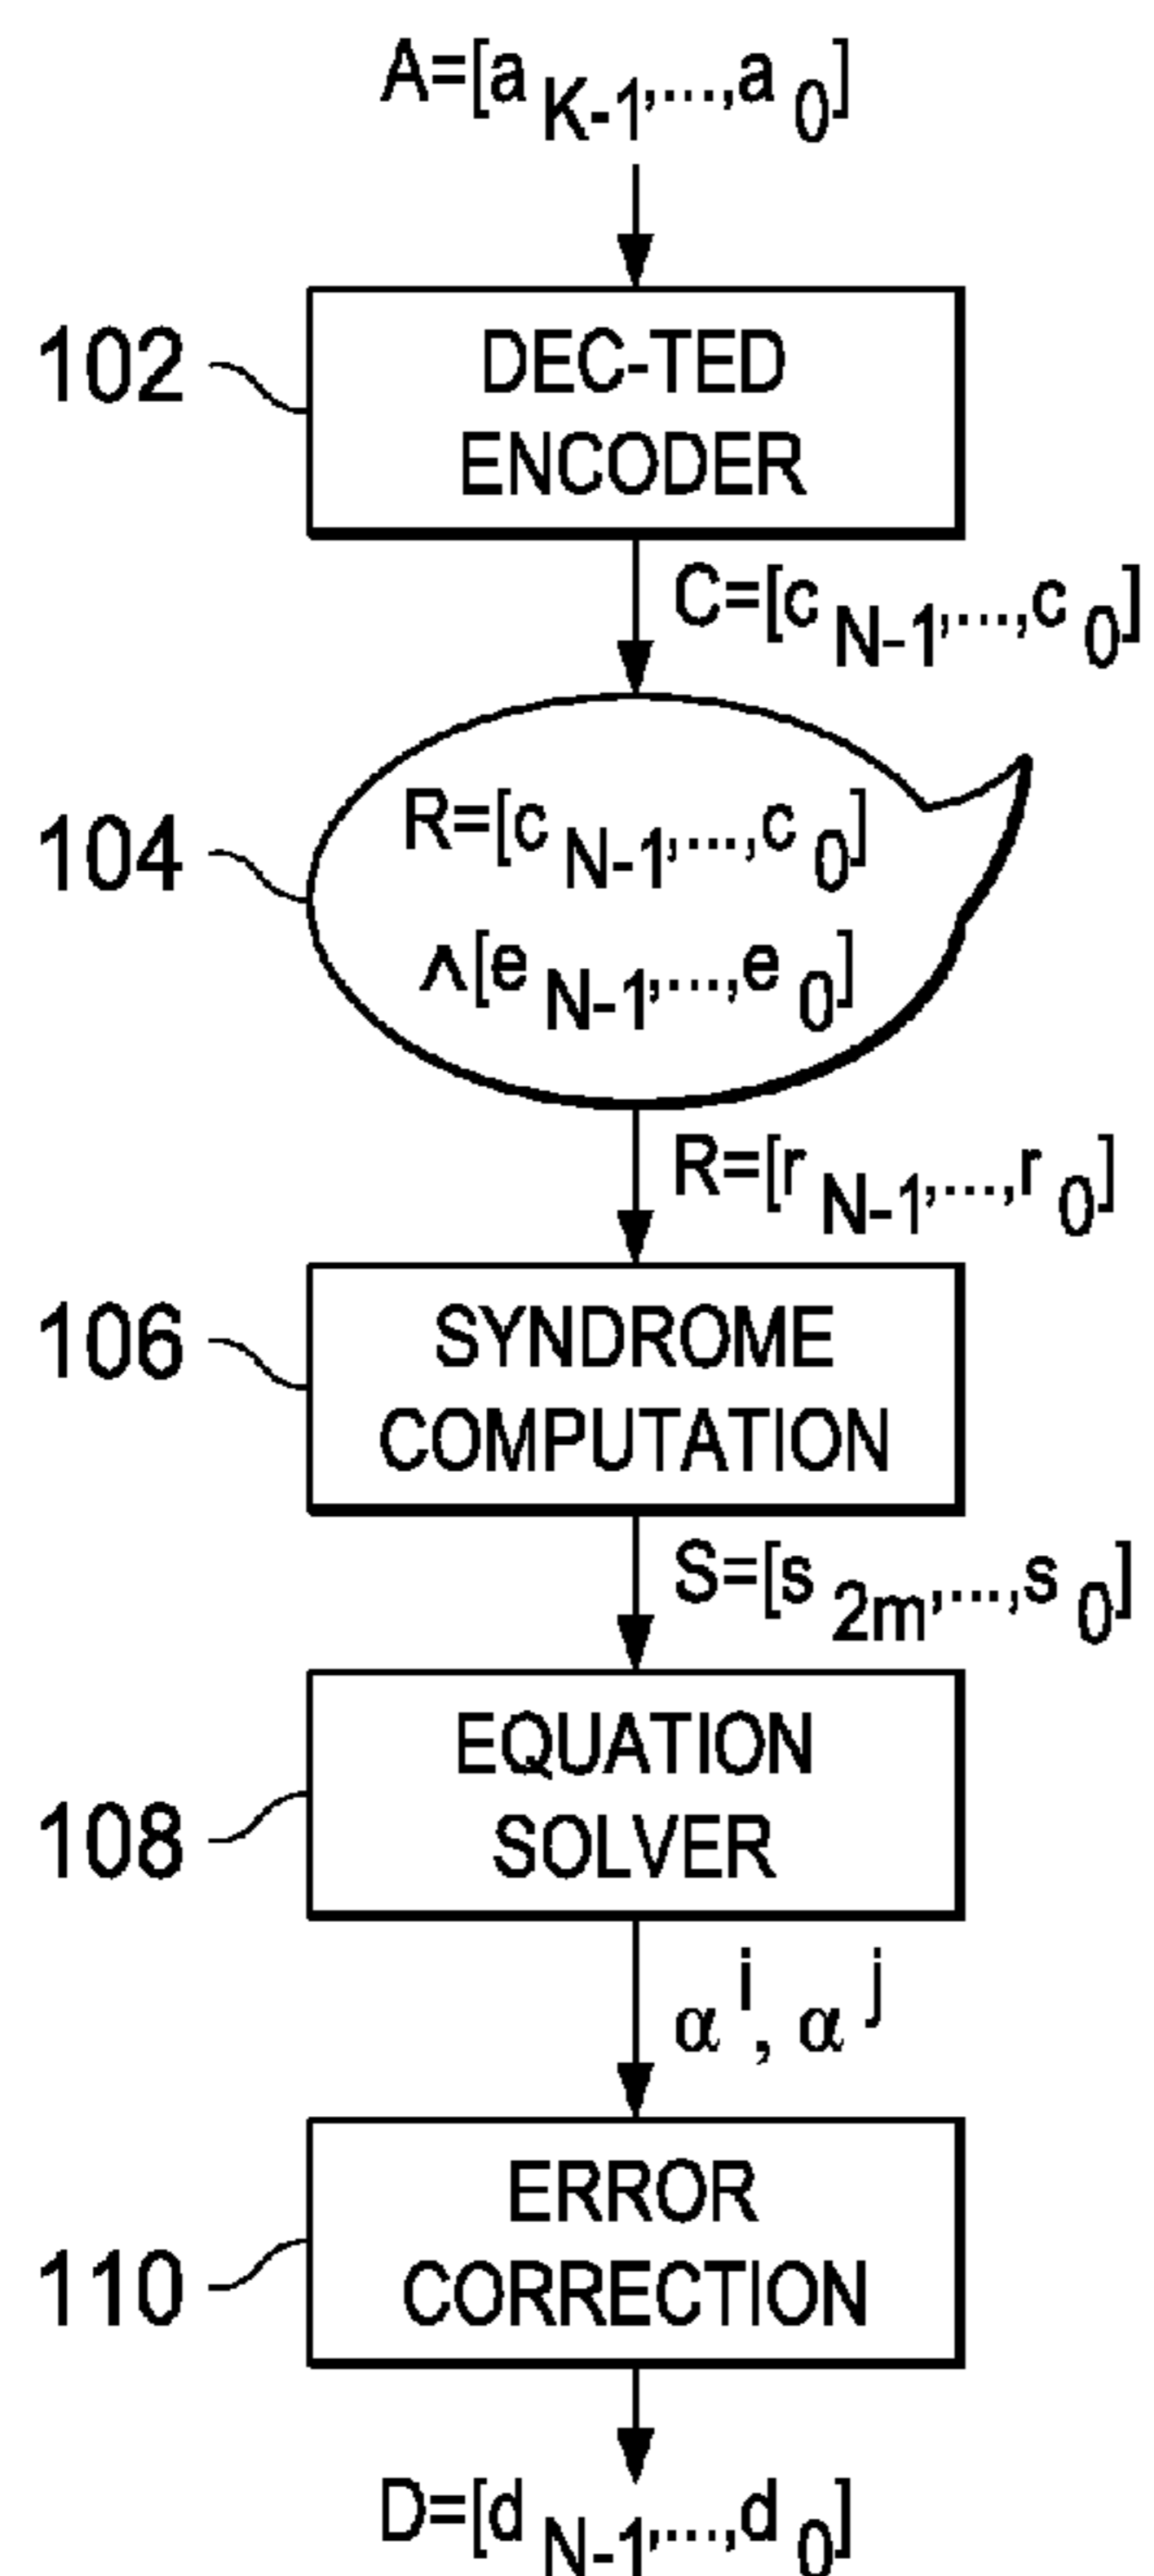 A=[a K-1,...,a 0]
102
DEC-TED
ENCODER
C=[c N-1,...,c 0]
104
R=[c N-1,...,c 0]
∧[e N-1,...,e 0]
R=[r N-1,...,r 0]
106
SYNDROME
COMPUTATION
S=[s 2m,...,s 0]
108
EQUATION
SOLVER
α i, α j
110
ERROR
CORRECTION
D=[d N-1,...,d 0]